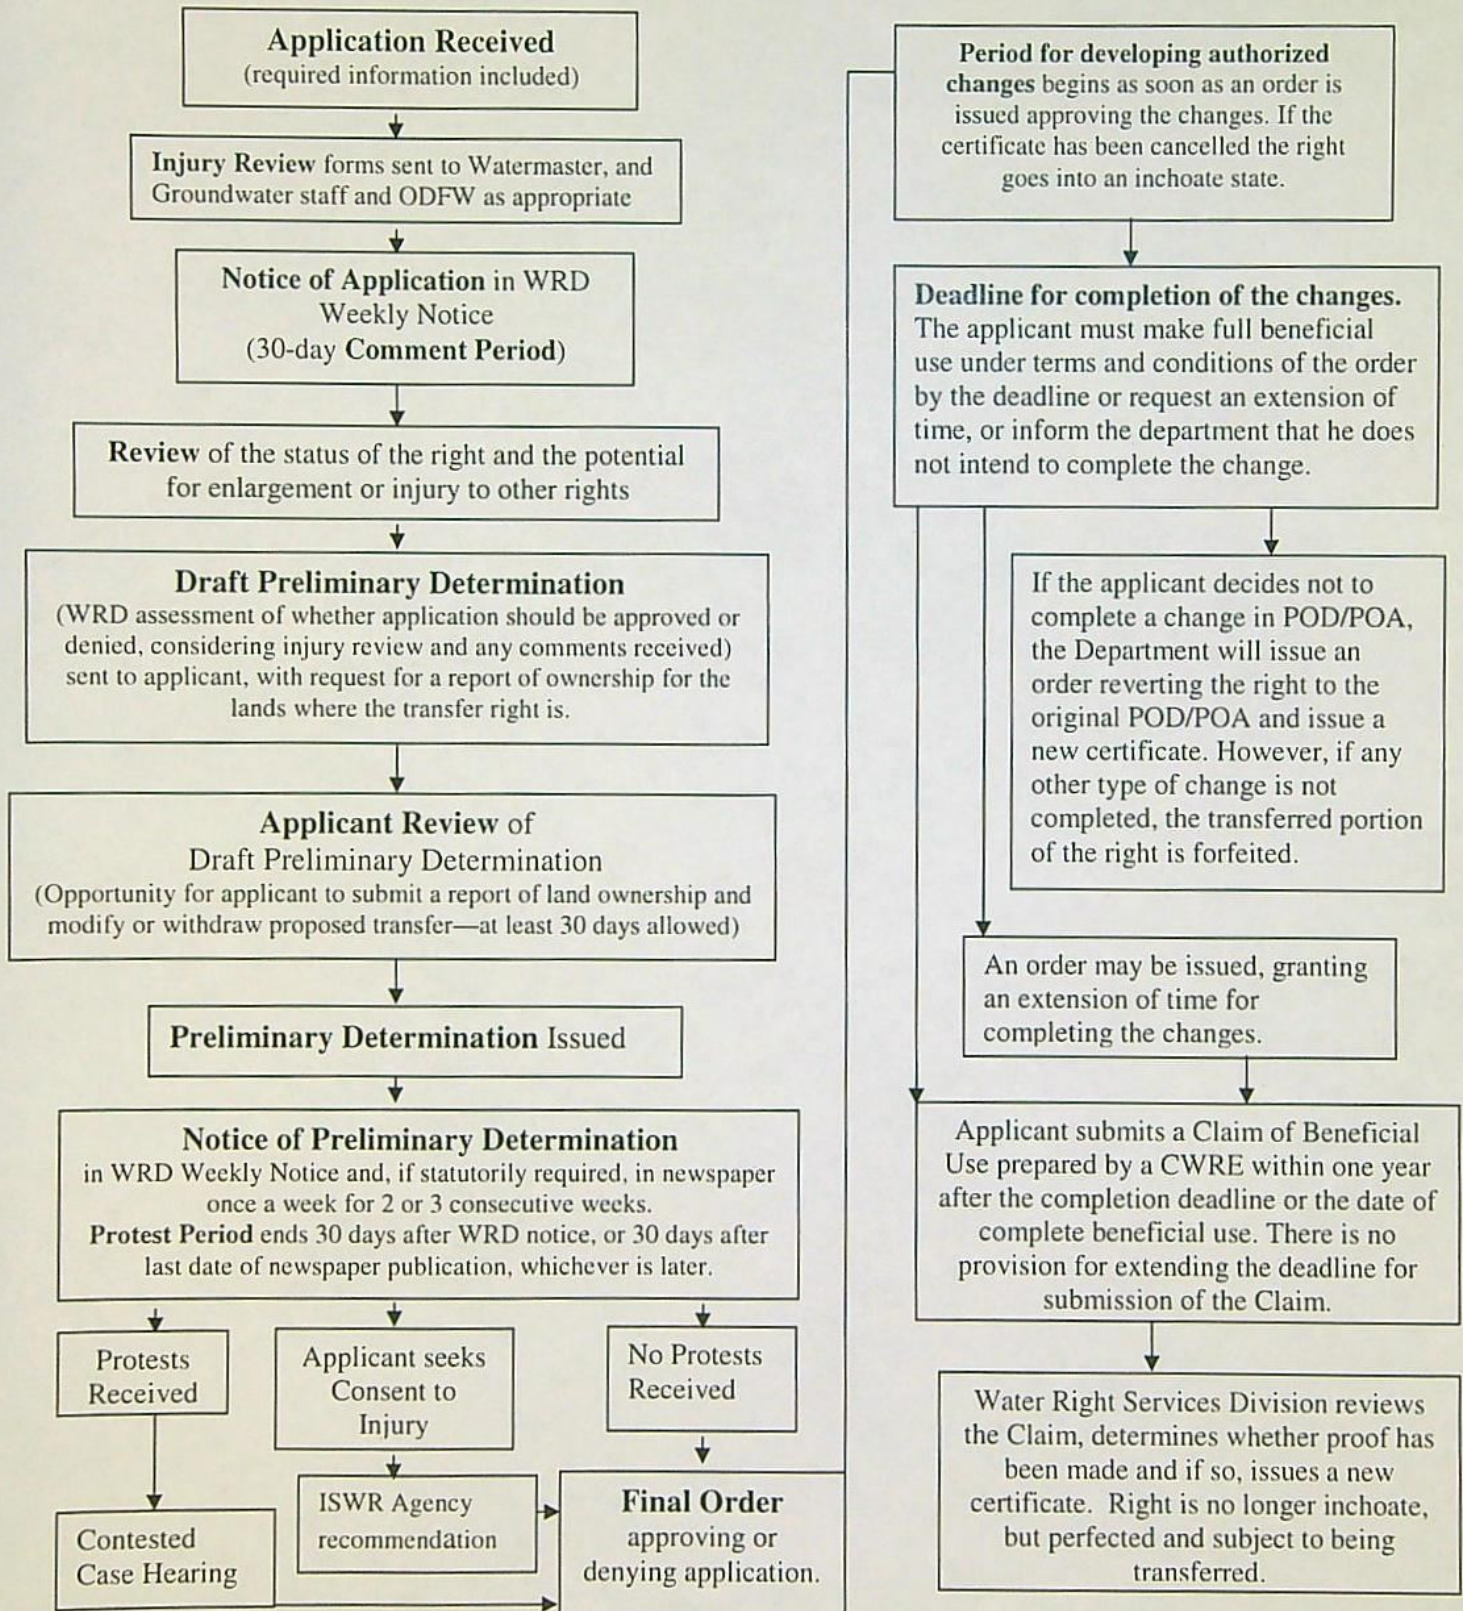 Application Received
(required information included)
Injury Review forms sent to Watermaster, and
Groundwater staff and ODFW as appropriate
Notice of Application in WRD
Weekly Notice
(30-day Comment Period)
Review of the status of the right and the potential
for enlargement or injury to other rights
Draft Preliminary Determination
(WRD assessment of whether application should be approved or
denied, considering injury review and any comments received)
sent to applicant, with request for a report of ownership for the
lands where the transfer right is.
Applicant Review of
Draft Preliminary Determination
(Opportunity for applicant to submit a report of land ownership and
modify or withdraw proposed transfer—at least 30 days allowed)
Preliminary Determination Issued
Notice of Preliminary Determination
in WRD Weekly Notice and, if statutorily required, in newspaper
once a week for 2 or 3 consecutive weeks.
Protest Period ends 30 days after WRD notice, or 30 days after
last date of newspaper publication, whichever is later.
Protests
Received
Applicant seeks
Consent to
Injury
No Protests
Received
Contested
Case Hearing
ISWR Agency
recommendation
Final Order
approving or
denying application.
Period for developing authorized
changes begins as soon as an order is
issued approving the changes. If the
certificate has been cancelled the right
goes into an inchoate state.
Deadline for completion of the changes.
The applicant must make full beneficial
use under terms and conditions of the order
by the deadline or request an extension of
time, or inform the department that he does
not intend to complete the change.
If the applicant decides not to
complete a change in POD/POA,
the Department will issue an
order reverting the right to the
original POD/POA and issue a
new certificate. However, if any
other type of change is not
completed, the transferred portion
of the right is forfeited.
An order may be issued, granting
an extension of time for
completing the changes.
Applicant submits a Claim of Beneficial
Use prepared by a CWRE within one year
after the completion deadline or the date of
complete beneficial use. There is no
provision for extending the deadline for
submission of the Claim.
Water Right Services Division reviews
the Claim, determines whether proof has
been made and if so, issues a new
certificate. Right is no longer inchoate,
but perfected and subject to being
transferred.